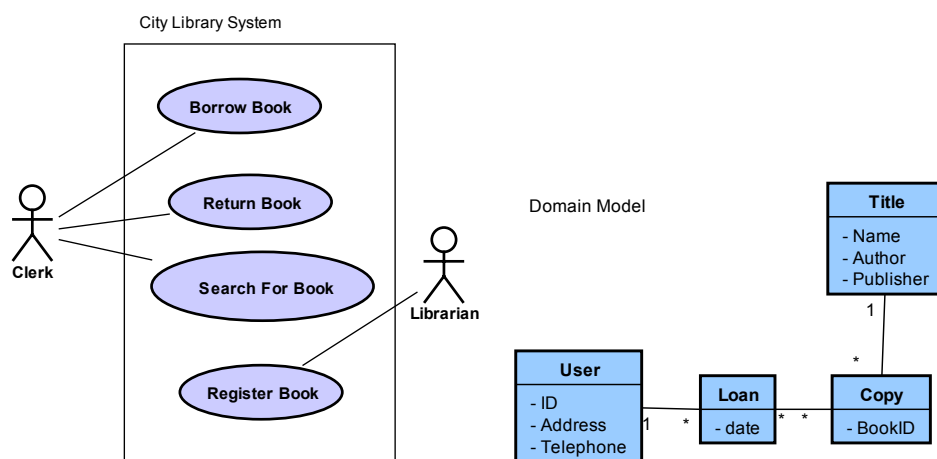 City Library System
Borrow Book
Return Book
Clerk
Search For Book
Librarian
Register Book
Domain Model
Title
- Name
- Author
- Publisher
1
*
User
- ID
- Address
- Telephone
1
*
Loan
- date
*
*
Copy
- BookID